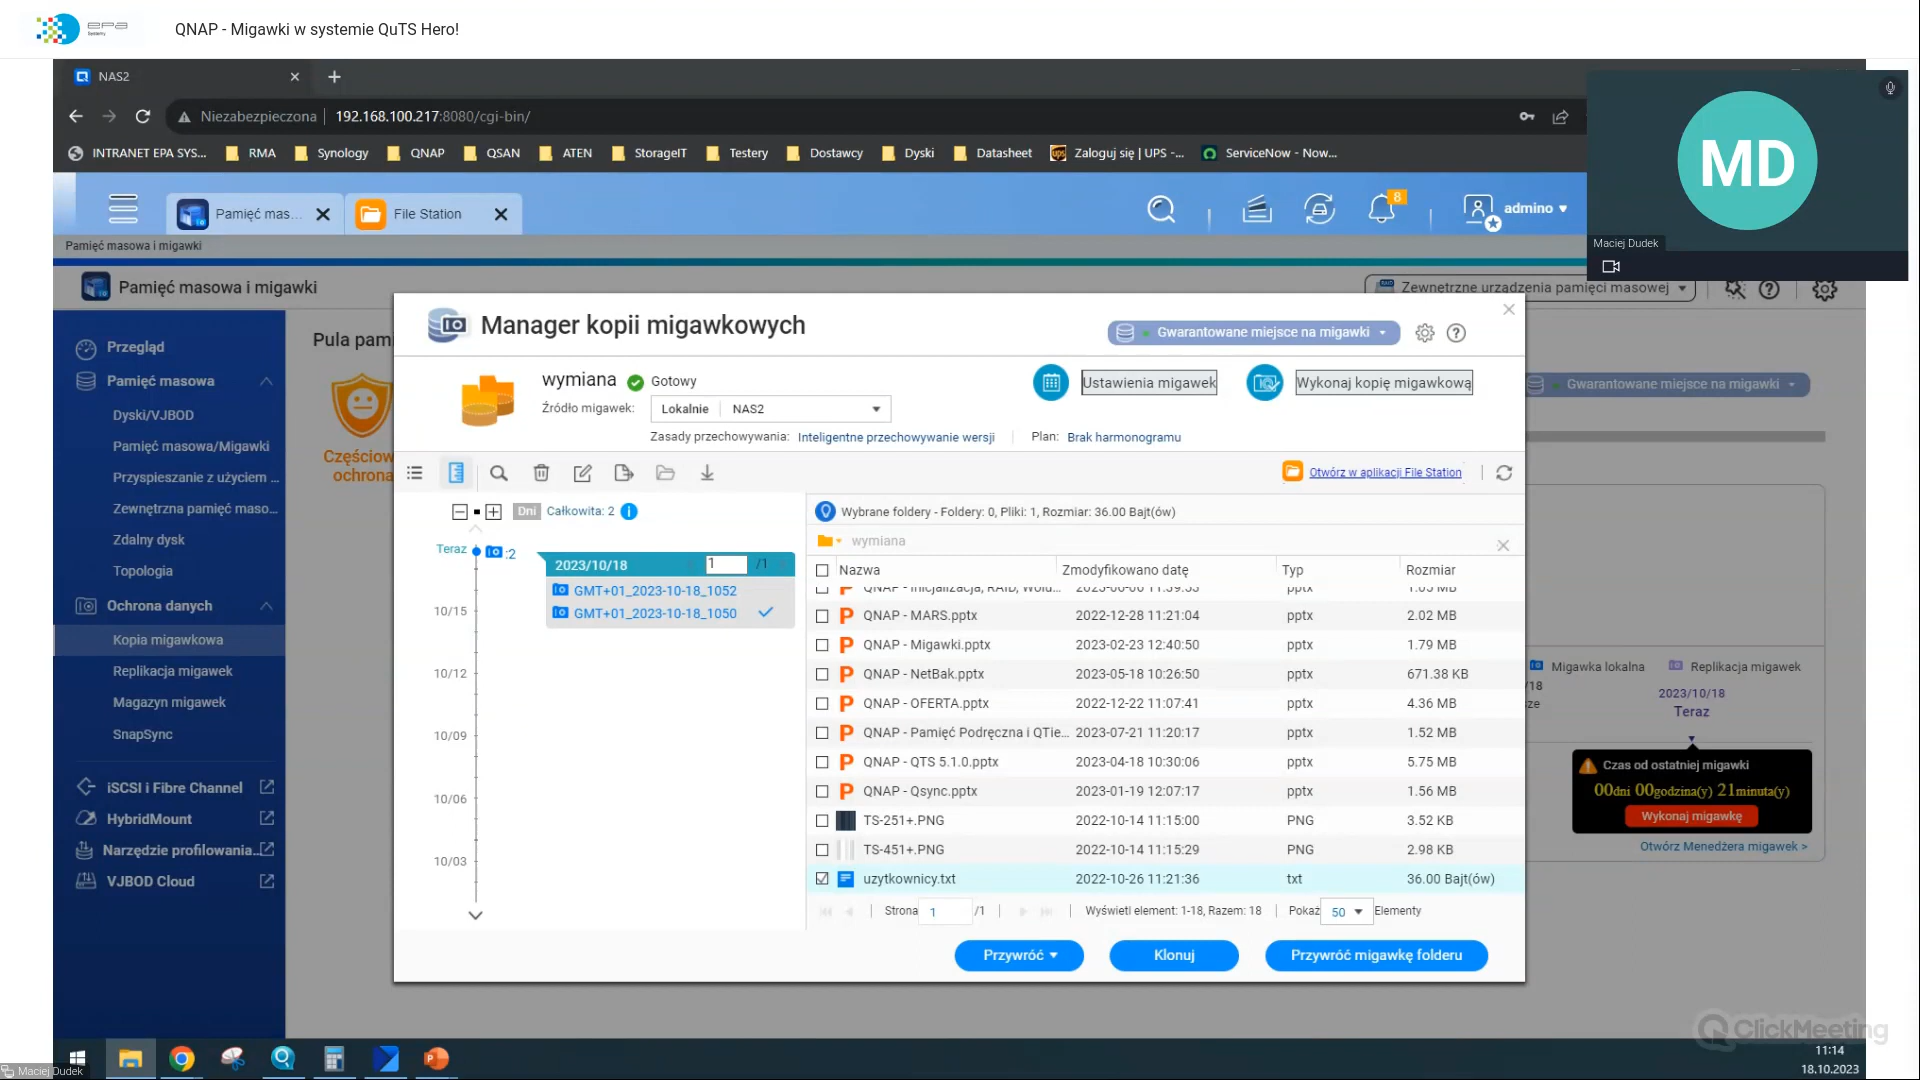 epa
Systemy
QNAP - Migawki w systemie QuTS Hero!
NAS2
Niezabezpieczona
192.168.100.217:8080/cgi-bin/
INTRANET EPA SYS...
RMA
Synology
QNAP
QSAN
ATEN
StorageIT
Testery
Dostawcy
Dyski
Datasheet
Zaloguj się | UPS -...
ServiceNow - Now...
MD
Maciej Dudek
Pamięć mas...
File Station
8
admino
Pamięć masowa i migawki
Pamięć masowa i migawki
Zewnętrzne urządzenia pamięci masowej
Przegląd
Pamięć masowa
Dyski/VJBOD
Pamięć masowa/Migawki
Przyspieszanie z użyciem ...
Zewnętrzna pamięć maso...
Zdalny dysk
Topologia
Ochrona danych
Kopia migawkowa
Replikacja migawek
Magazyn migawek
SnapSync
iSCSI i Fibre Channel
HybridMount
Narzędzie profilowania...
VJBOD Cloud
Pula pam
Częściow
ochrona
Manager kopii migawkowych
Gwarantowane miejsce na migawki
wymiana
Gotowy
Źródło migawek:
Lokalnie
NAS2
Zasady przechowywania: Inteligentne przechowywanie wersji
Plan: Brak harmonogramu
Ustawienia migawek
Wykonaj kopię migawkową
Otwórz w aplikacji File Station
Dni
Całkowita: 2
Teraz
:2
10/15
10/12
10/09
10/06
10/03
2023/10/18
1
/1
GMT+01_2023-10-18_1052
GMT+01_2023-10-18_1050
Wybrane foldery - Foldery: 0, Pliki: 1, Rozmiar: 36.00 Bajt(ów)
wymiana
Nazwa Zmodyfikowano datę Typ Rozmiar
QNAP - MARS.pptx 2022-12-28 11:21:04 pptx 2.02 MB
QNAP - Migawki.pptx 2023-02-23 12:40:50 pptx 1.79 MB
QNAP - NetBak.pptx 2023-05-18 10:26:50 pptx 671.38 KB
QNAP - OFERTA.pptx 2022-12-22 11:07:41 pptx 4.36 MB
QNAP - Pamięć Podręczna i QTie... 2023-07-21 11:20:17 pptx 1.52 MB
QNAP - QTS 5.1.0.pptx 2023-04-18 10:30:06 pptx 5.75 MB
QNAP - Qsync.pptx 2023-01-19 12:07:17 pptx 1.56 MB
TS-251+.PNG 2022-10-14 11:15:00 PNG 3.52 KB
TS-451+.PNG 2022-10-14 11:15:29 PNG 2.98 KB
uzytkownicy.txt 2022-10-26 11:21:36 txt 36.00 Bajt(ów)
Strona 1 /1
Wyświetl element: 1-18, Razem: 18
Pokaż 50 Elementy
Przywróć
Klonuj
Przywróć migawkę folderu
Gwarantowane miejsce na migawki
Migawka lokalna
Replikacja migawek
/18
ze
2023/10/18
Teraz
Czas od ostatniej migawki
00dni 00godzina(y) 21minuta(y)
Wykonaj migawkę
Otwórz Menedżera migawek >
ClickMeeting
Maciej Dudek
11:14
18.10.2023